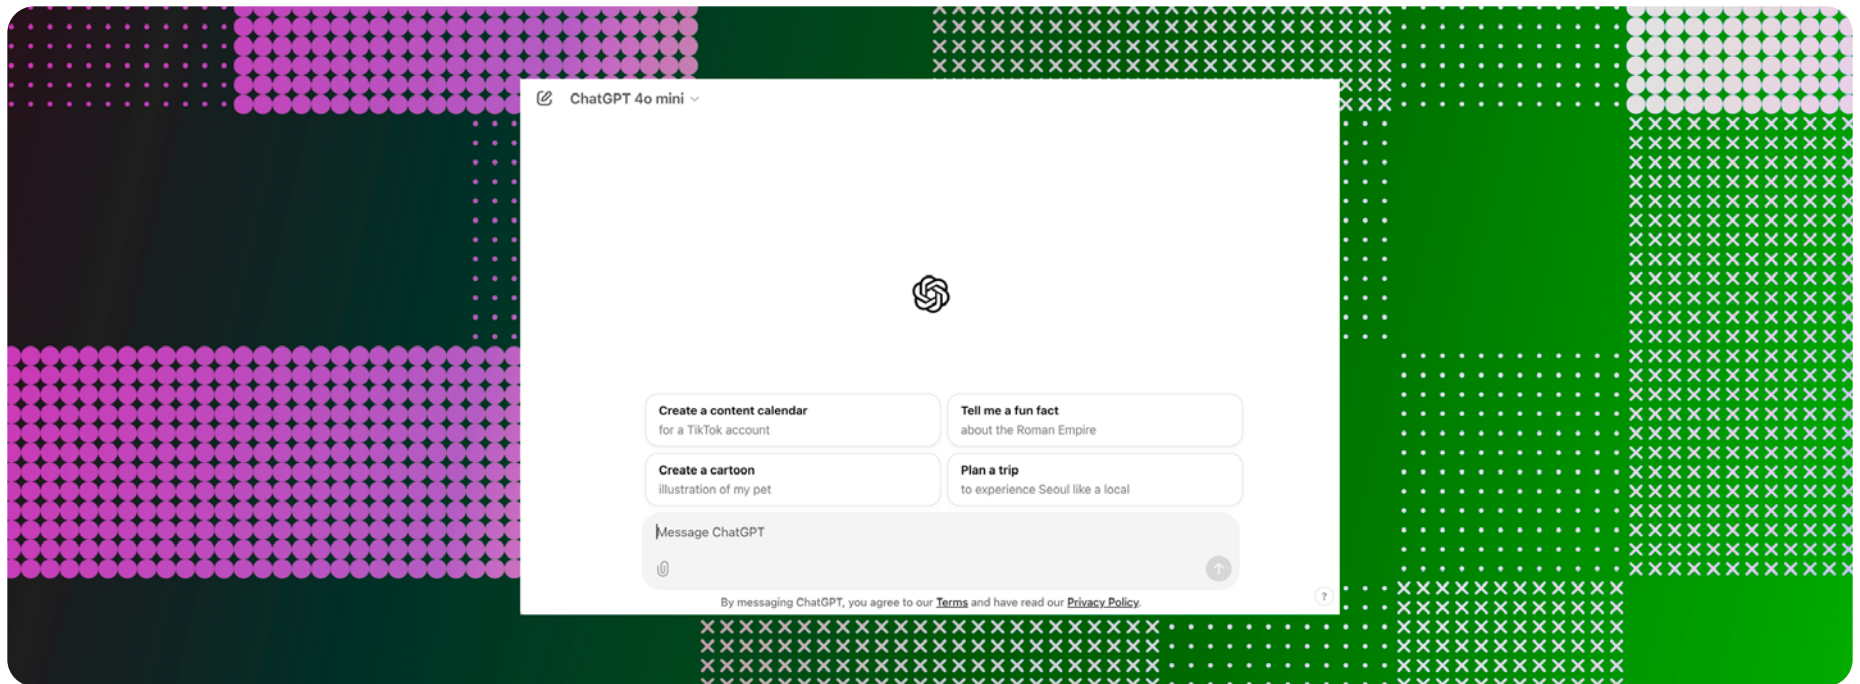 ChatGPT 4o mini
Create a content calendar
for a TikTok account
Tell me a fun fact
about the Roman Empire
Create a cartoon
illustration of my pet
Plan a trip
to experience Seoul like a local
Message ChatGPT
By messaging ChatGPT, you agree to our Terms and have read our Privacy Policy.
?